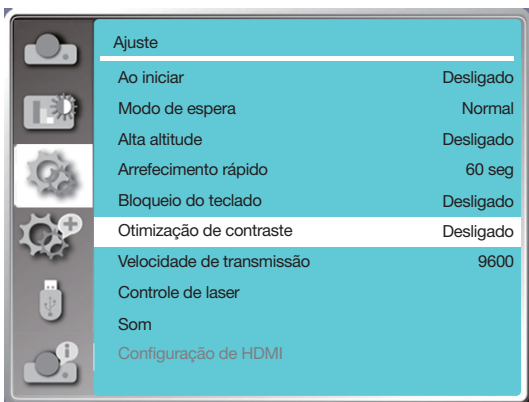 Ajuste
Ao iniciar Desligado
Modo de espera Normal
Alta altitude Desligado
Arrefecimento rápido 60 seg
Bloqueio do teclado Desligado
Otimização de contraste Desligado
Velocidade de transmissão 9600
Controle de laser
Som
Configuração de HDMI